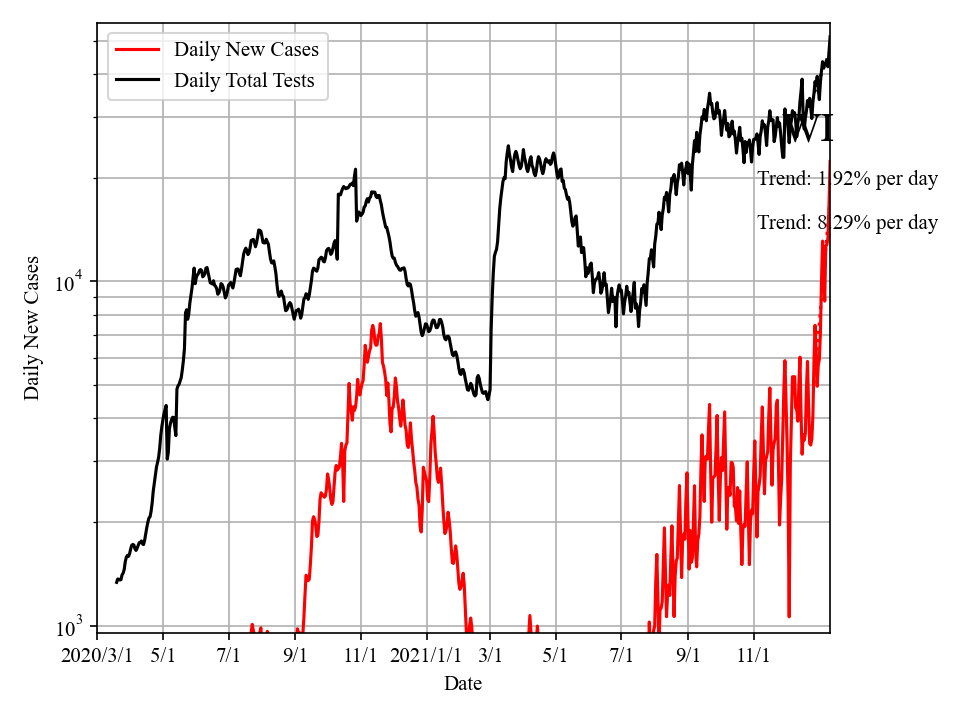 Daily New Cases
Daily Total Tests
WI
Trend: 1.92% per day
Trend: 8.29% per day
10^4
10^3
Daily New Cases
2020/3/1 5/1 7/1 9/1 11/1 2021/1/1 3/1 5/1 7/1 9/1 11/1
Date